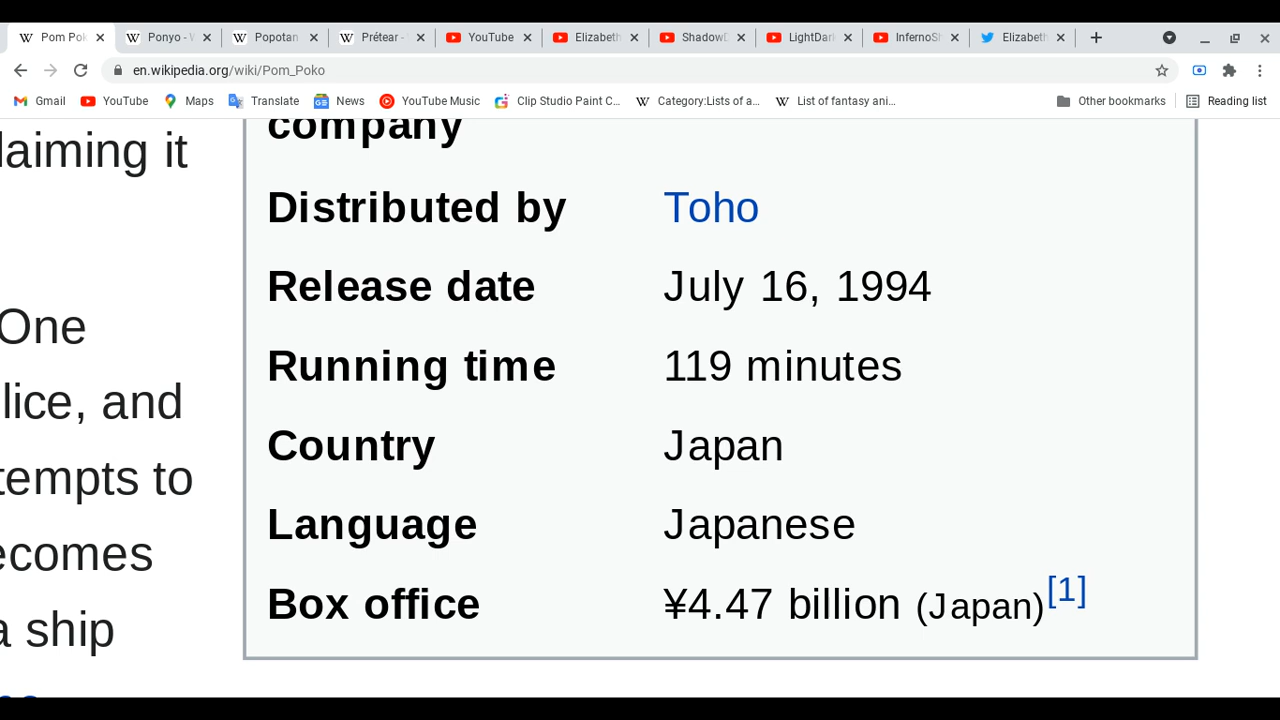 Pom Pok
Ponyo - W
Popotan
Prétear -
YouTube
Elizabeth
ShadowD
LightDark
InfernoSh
Elizabeth
en.wikipedia.org/wiki/Pom_Poko
Gmail
YouTube
Maps
Translate
News
YouTube Music
Clip Studio Paint C...
Category:Lists of a...
List of fantasy ani...
Other bookmarks
Reading list
company
laiming it
Distributed by Toho
Release date July 16, 1994
One
Running time 119 minutes
lice, and
Country Japan
tempts to
Language Japanese
ecomes
Box office ¥4.47 billion (Japan)[1]
a ship